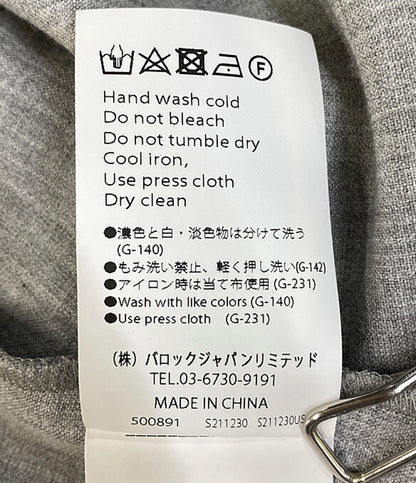 F
Hand wash cold
Do not bleach
Do not tumble dry
Cool iron,
Use press cloth
Dry clean
●濃色と白・淡色物は分けて洗う
(G-140)
●もみ洗い禁止、軽く押し洗い(G-142)
●アイロン時は当て布使用(G-231)
●Wash with like colors (G-140)
●Use press cloth (G-231)
(株) バロックジャパンリミテッド
TEL.03-6730-9191
MADE IN CHINA
500891 S211230 S211230US